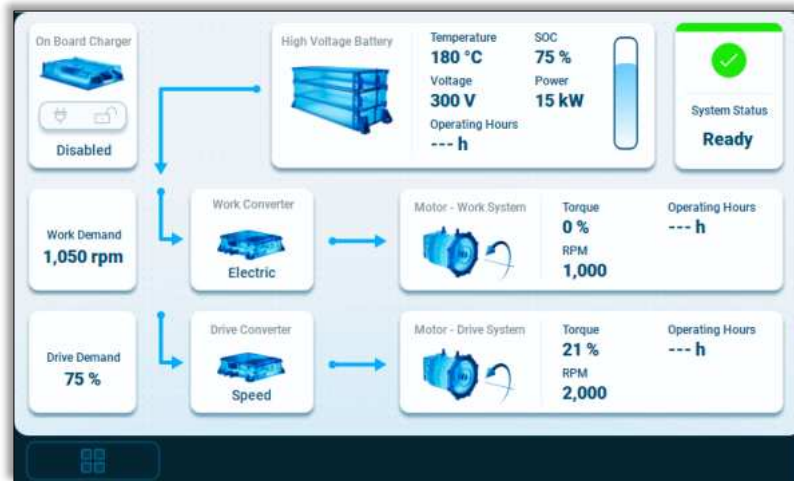 On Board Charger
Disabled
High Voltage Battery
Temperature
180 °C
SOC
75 %
Voltage
300 V
Power
15 kW
Operating Hours
--- h
System Status
Ready
Work Demand
1,050 rpm
Work Converter
Electric
Motor - Work System
Torque
0 %
RPM
1,000
Operating Hours
--- h
Drive Demand
75 %
Drive Converter
Speed
Motor - Drive System
Torque
21 %
RPM
2,000
Operating Hours
--- h